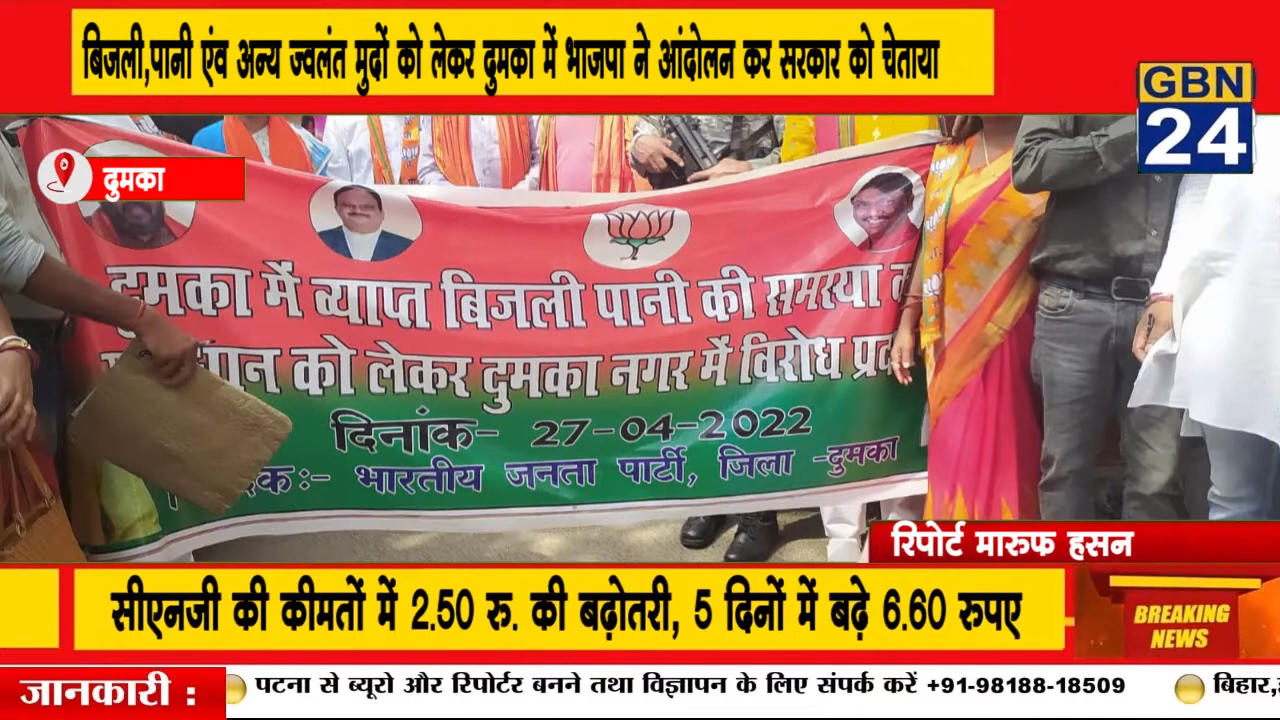 बिजली,पानी एंव अन्य ज्वलंत मुदों को लेकर दुमका में भाजपा ने आंदोलन कर सरकार को चेताया
GBN
24
दुमका
दुमका में व्याप्त बिजली पानी की समस्या
को लेकर दुमका नगर में विरोध
दिनांक- 27-04-2022
भारतीय जनता पार्टी, जिला -दुमका
रिपोर्ट मारुफ हसन
सीएनजी की कीमतों में 2.50 रु. की बढ़ोतरी, 5 दिनों में बढ़े 6.60 रुपए
BREAKING
NEWS
जानकारी :
पटना से ब्यूरो और रिपोर्टर बनने तथा विज्ञापन के लिए संपर्क करें +91-98188-18509
बिहार,